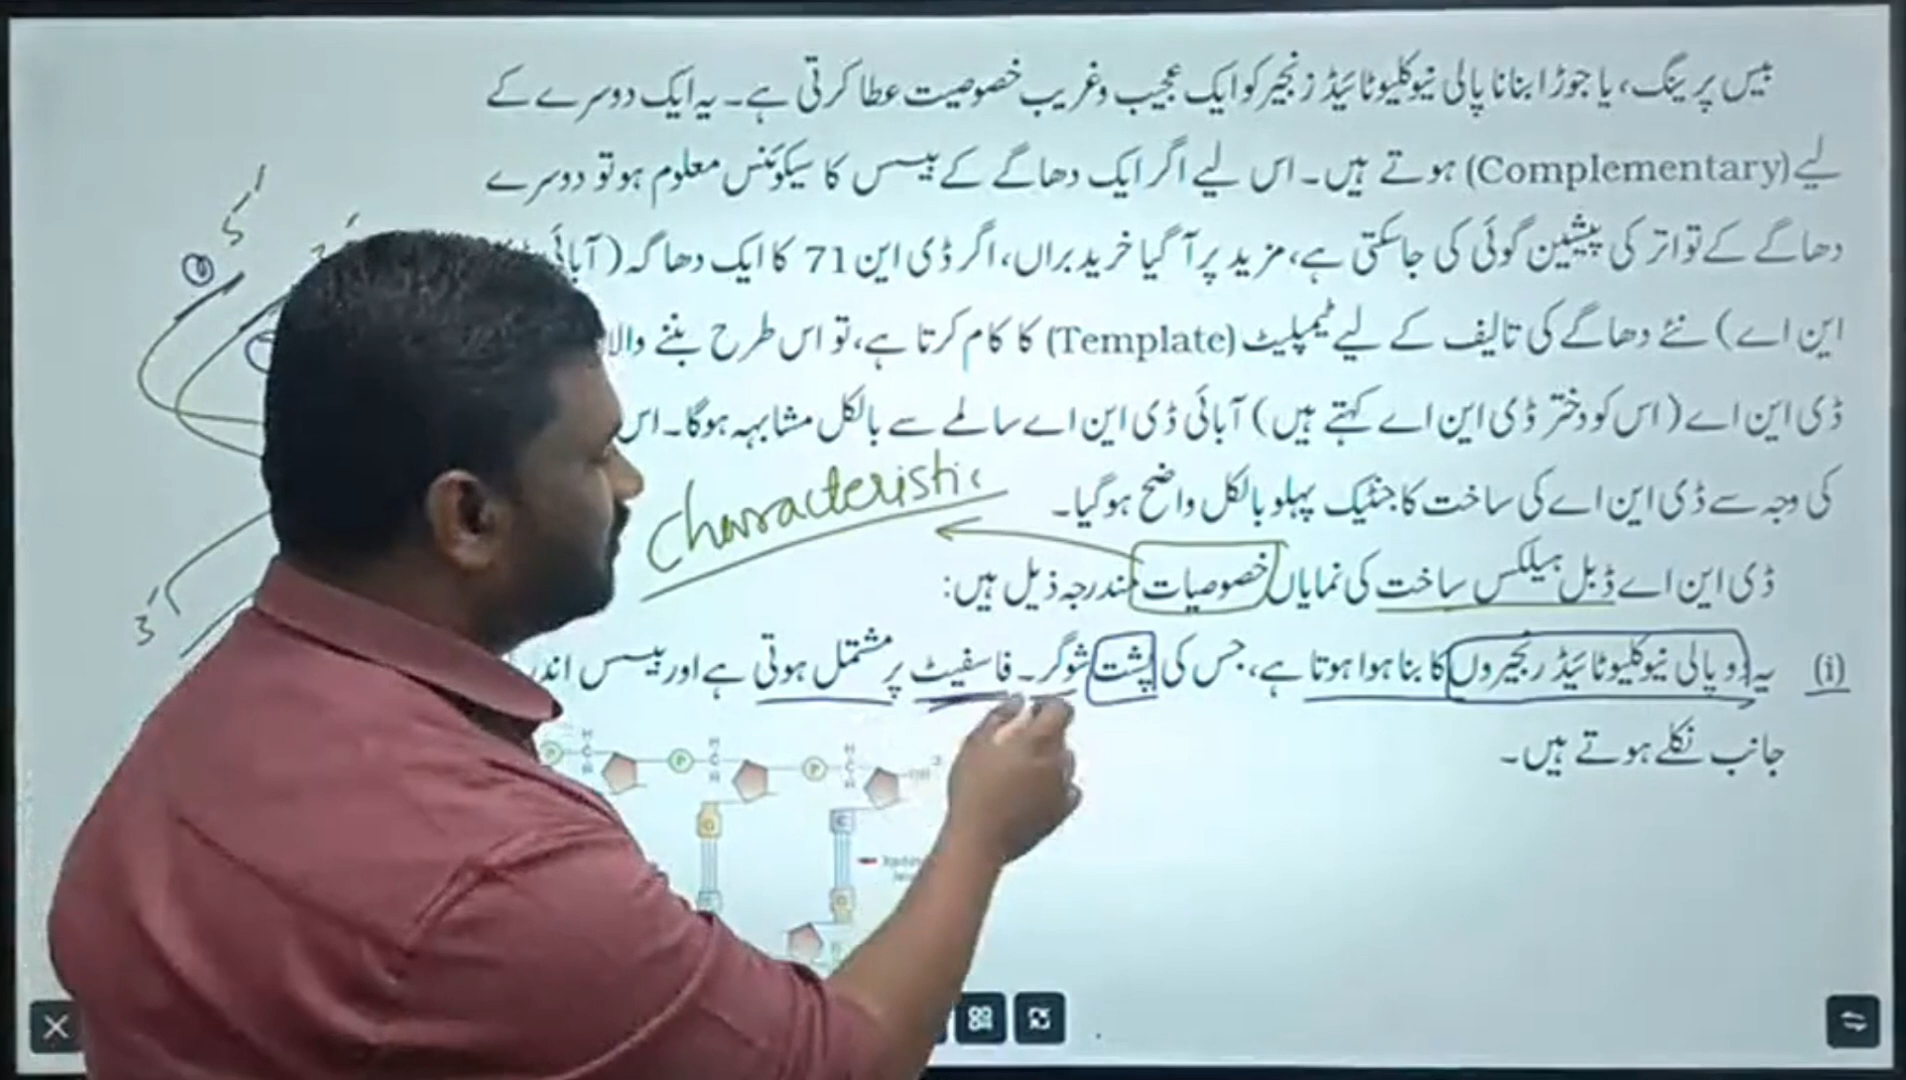 بیس پرینگ، یا جوڑا بنانا پالی نیوکلیوٹائیڈ زنجیر کو ایک عجیب و غریب خصوصیت عطا کرتی ہے۔ یہ ایک دوسرے کے
لیے (Complementary) ہوتے ہیں۔ اس لیے اگر ایک دھاگے کے بیسس کا سیکوئنس معلوم ہو تو دوسرے
دھاگے کے تواتر کی پیشین گوئی کی جاسکتی ہے، مزید پر آ گیا خرید براں، اگر ڈی این 71 کا ایک دھاگہ (آبائی
این اے) نئے دھاگے کی تالیف کے لیے ٹیمپلیٹ (Template) کا کام کرتا ہے، تو اس طرح بننے والا
ڈی این اے (اس کو دختر ڈی این اے کہتے ہیں) آبائی ڈی این اے سالمے سے بالکل مشابہہ ہوگا۔ اس
کی وجہ سے ڈی این اے کی ساخت کا جنٹیک پہلو بالکل واضح ہوگیا۔
characteristic
ڈی این اے ڈبل ہیلکس ساخت کی نمایاں خصوصیات مندرجہ ذیل ہیں:
(i) یہ دو پالی نیوکلیوٹائیڈ زنجیروں کا بنا ہوا ہوتا ہے، جس کی پشت شوگر۔ فاسفیٹ پر مشتمل ہوتی ہے اور بیسس اندر
جانب نکلے ہوتے ہیں۔
5'
3'
P
P
P
G
C
G